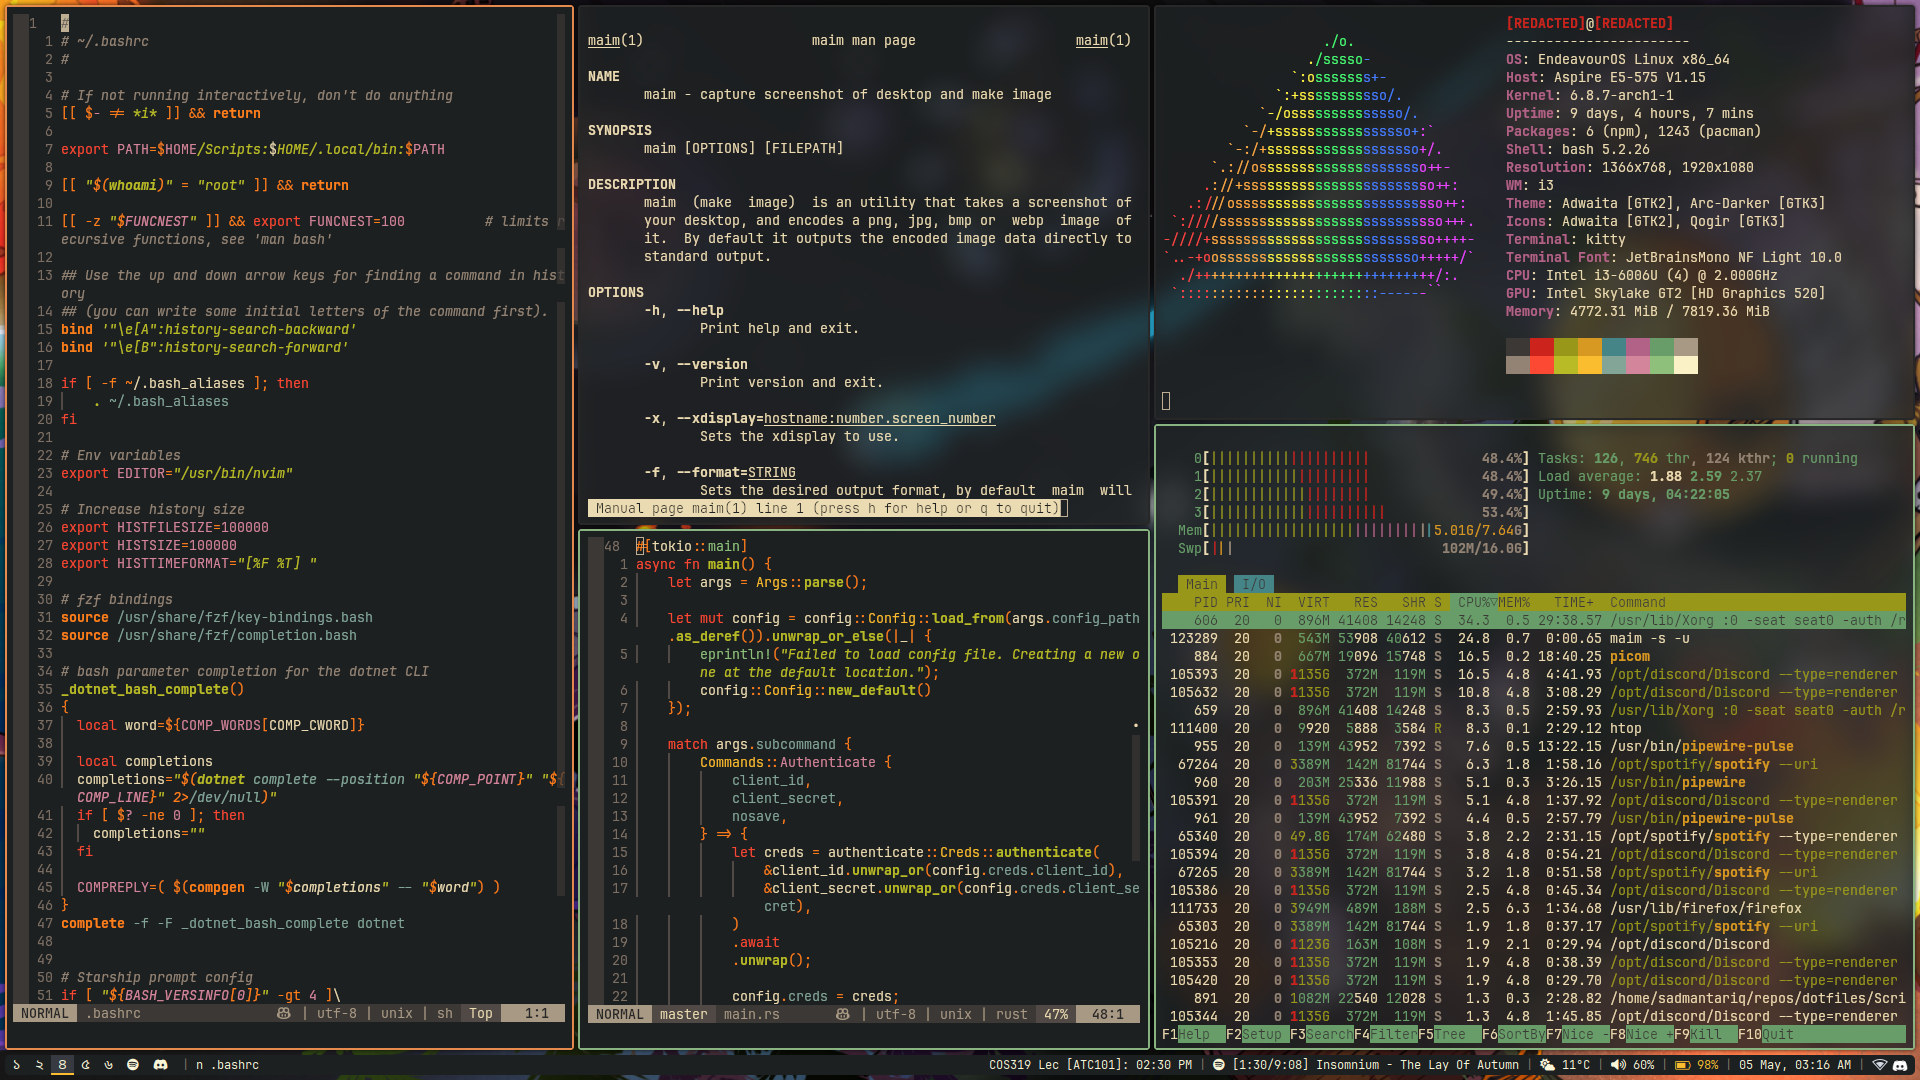 1 #
1 # ~/.bashrc
2 #
3
4 # If not running interactively, don't do anything
5 [[ $- != *i* ]] && return
6
7 export PATH=$HOME/Scripts:$HOME/.local/bin:$PATH
8
9 [[ "$(whoami)" = "root" ]] && return
10
11 [[ -z "$FUNCNEST" ]] && export FUNCNEST=100          # limits r
ecursive functions, see 'man bash'
12
13 ## Use the up and down arrow keys for finding a command in hist
ory
14 ## (you can write some initial letters of the command first).
15 bind '"\e[A":history-search-backward'
16 bind '"\e[B":history-search-forward'
17
18 if [ -f ~/.bash_aliases ]; then
19     . ~/.bash_aliases
20 fi
21
22 # Env variables
23 export EDITOR="/usr/bin/nvim"
24
25 # Increase history size
26 export HISTFILESIZE=100000
27 export HISTSIZE=100000
28 export HISTTIMEFORMAT="[%F %T] "
29
30 # fzf bindings
31 source /usr/share/fzf/key-bindings.bash
32 source /usr/share/fzf/completion.bash
33
34 # bash parameter completion for the dotnet CLI
35 _dotnet_bash_complete()
36 {
37   local word=${COMP_WORDS[COMP_CWORD]}
38
39   local completions
40   completions="$(dotnet complete --position "${COMP_POINT}" "${
COMP_LINE}" 2>/dev/null)"
41   if [ $? -ne 0 ]; then
42     completions=""
43   fi
44
45   COMPREPLY=( $(compgen -W "$completions" -- "$word") )
46 }
47 complete -f -F _dotnet_bash_complete dotnet
48
49
50 # Starship prompt config
51 if [ "${BASH_VERSINFO[0]}" -gt 4 ]\
NORMAL .bashrc | utf-8 | unix | sh Top 1:1
maim(1) maim man page maim(1)
NAME
maim - capture screenshot of desktop and make image
SYNOPSIS
maim [OPTIONS] [FILEPATH]
DESCRIPTION
maim  (make  image)  is an utility that takes a screenshot of
your desktop, and encodes a png, jpg, bmp or  webp  image  of
it.  By default it outputs the encoded image data directly to
standard output.
OPTIONS
-h, --help
Print help and exit.
-v, --version
Print version and exit.
-x, --xdisplay=hostname:number.screen_number
Sets the xdisplay to use.
-f, --format=STRING
Sets the desired output format, by default  maim  will
Manual page maim(1) line 1 (press h for help or q to quit)
48 #[tokio::main]
1 async fn main() {
2     let args = Args::parse();
3
4     let mut config = config::Config::load_from(args.config_path
.as_deref()).unwrap_or_else(|_| {
5         eprintln!("Failed to load config file. Creating a new o
ne at the default location.");
6         config::Config::new_default()
7     });
8
9     match args.subcommand {
10         Commands::Authenticate {
11             client_id,
12             client_secret,
13             nosave,
14         } => {
15             let creds = authenticate::Creds::authenticate(
16                 &client_id.unwrap_or(config.creds.client_id),
17                 &client_secret.unwrap_or(config.creds.client_se
cret),
18             )
19             .await
20             .unwrap();
21
22             config.creds = creds;
NORMAL master main.rs | utf-8 | unix | rust 47% 48:1
[REDACTED]@[REDACTED]
-----------------------
OS: EndeavourOS Linux x86_64
Host: Aspire E5-575 V1.15
Kernel: 6.8.7-arch1-1
Uptime: 9 days, 4 hours, 7 mins
Packages: 6 (npm), 1243 (pacman)
Shell: bash 5.2.26
Resolution: 1366x768, 1920x1080
WM: i3
Theme: Adwaita [GTK2], Arc-Darker [GTK3]
Icons: Adwaita [GTK2], Qogir [GTK3]
Terminal: kitty
Terminal Font: JetBrainsMono NF Light 10.0
CPU: Intel i3-6006U (4) @ 2.000GHz
GPU: Intel Skylake GT2 [HD Graphics 520]
Memory: 4772.31 MiB / 7819.36 MiB
0[ 48.4%] Tasks: 126, 746 thr, 124 kthr; 0 running
1[ 48.4%] Load average: 1.88 2.59 2.37
2[ 49.4%] Uptime: 9 days, 04:22:05
3[ 53.4%]
Mem[ 5.01G/7.64G]
Swp[ 102M/16.0G]
Main I/O
PID PRI NI VIRT RES SHR S CPU%▽MEM% TIME+ Command
606 20 0 896M 41408 14248 S 34.3 0.5 29:38.57 /usr/lib/Xorg :0 -seat seat0 -auth /r
123289 20 0 543M 53908 40612 S 24.8 0.7 0:00.65 maim -s -u
884 20 0 667M 19096 15748 S 16.5 0.2 18:40.25 picom
105393 20 0 1135G 372M 119M S 16.5 4.8 4:41.93 /opt/discord/Discord --type=renderer
105632 20 0 1135G 372M 119M S 10.8 4.8 3:08.29 /opt/discord/Discord --type=renderer
659 20 0 896M 41408 14248 S 8.3 0.5 2:59.93 /usr/lib/Xorg :0 -seat seat0 -auth /r
111400 20 0 9920 5888 3584 R 8.3 0.1 2:29.12 htop
955 20 0 139M 43952 7392 S 7.6 0.5 13:22.15 /usr/bin/pipewire-pulse
67264 20 0 3389M 142M 81744 S 6.3 1.8 1:58.16 /opt/spotify/spotify --uri
960 20 0 203M 25336 11988 S 5.1 0.3 3:26.15 /usr/bin/pipewire
105391 20 0 1135G 372M 119M S 5.1 4.8 1:37.92 /opt/discord/Discord --type=renderer
961 20 0 139M 43952 7392 S 4.4 0.5 2:57.79 /usr/bin/pipewire-pulse
65340 20 0 49.8G 174M 62480 S 3.8 2.2 2:31.15 /opt/spotify/spotify --type=renderer
105394 20 0 1135G 372M 119M S 3.8 4.8 0:54.21 /opt/discord/Discord --type=renderer
67265 20 0 3389M 142M 81744 S 3.2 1.8 0:51.58 /opt/spotify/spotify --uri
105386 20 0 1135G 372M 119M S 2.5 4.8 0:45.34 /opt/discord/Discord --type=renderer
111733 20 0 3949M 489M 188M S 2.5 6.3 1:34.68 /usr/lib/firefox/firefox
65303 20 0 3389M 142M 81744 S 1.9 1.8 0:37.17 /opt/spotify/spotify --uri
105216 20 0 1123G 163M 108M S 1.9 2.1 0:29.94 /opt/discord/Discord
105353 20 0 1135G 372M 119M S 1.9 4.8 0:38.39 /opt/discord/Discord --type=renderer
105420 20 0 1135G 372M 119M S 1.9 4.8 0:29.70 /opt/discord/Discord --type=renderer
891 20 0 1082M 22540 12028 S 1.3 0.3 2:28.82 /home/sadmantariq/repos/dotfiles/Scri
105344 20 0 1135G 372M 119M S 1.3 4.8 1:45.85 /opt/discord/Discord --type=renderer
F1Help F2Setup F3SearchF4FilterF5Tree F6SortByF7Nice -F8Nice +F9Kill F10Quit
১ ২ ৪ ৫ ৬ | n .bashrc COS319 Lec [ATC101]: 02:30 PM | [1:30/9:08] Insomnium - The Lay Of Autumn | 11°C | 60% | 98% | 05 May, 03:16 AM |